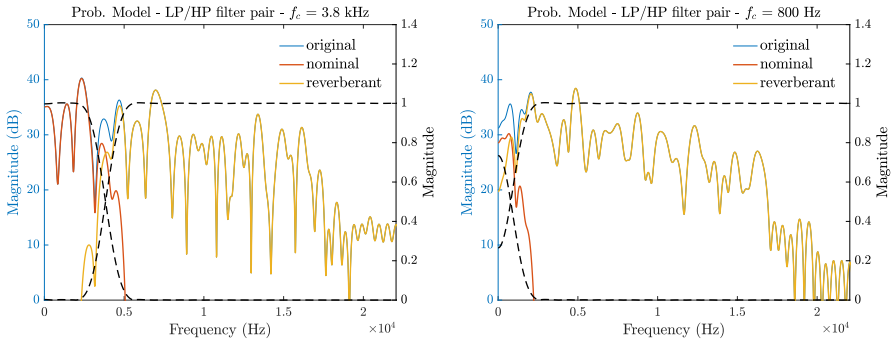 Prob. Model - LP/HP filter pair - f_c = 3.8 kHz
original
nominal
reverberant
Magnitude (dB)
50
40
30
20
10
0
1.4
1.2
1
0.8
0.6
0.4
0.2
0
Magnitude
0 0.5 1 1.5 2
×10⁴
Frequency (Hz)
Prob. Model - LP/HP filter pair - f_c = 800 Hz
original
nominal
reverberant
Magnitude (dB)
50
40
30
20
10
0
1.4
1.2
1
0.8
0.6
0.4
0.2
0
Magnitude
0 0.5 1 1.5 2
×10⁴
Frequency (Hz)